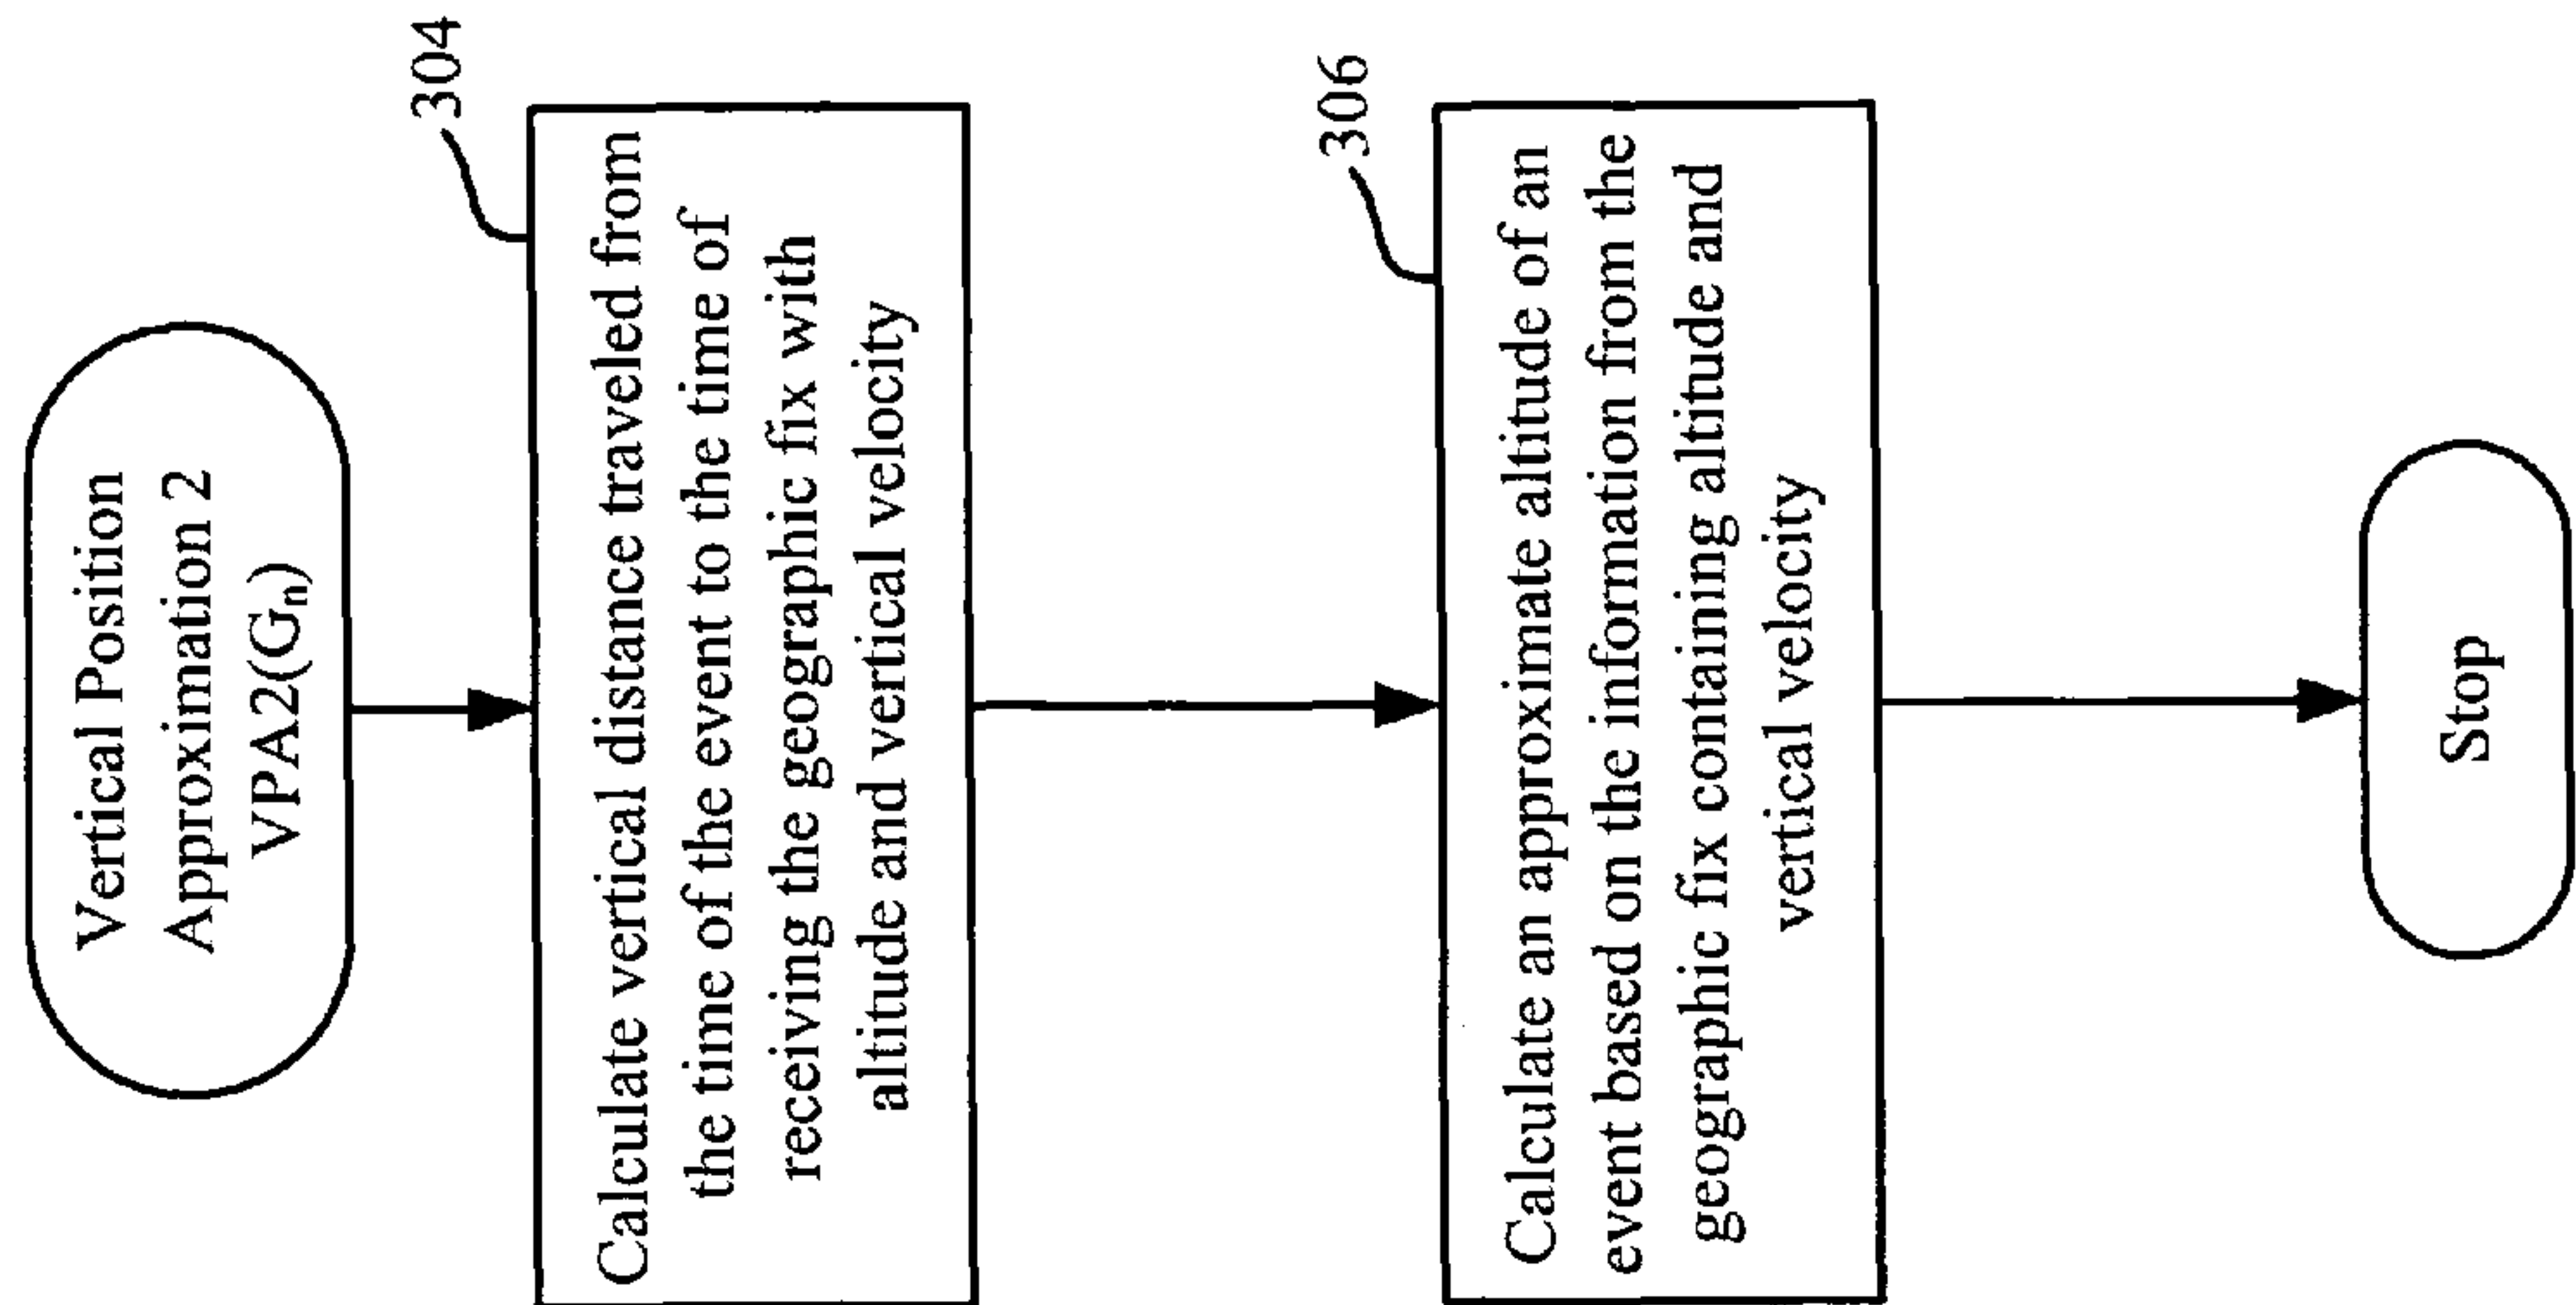 Vertical Position
Approximation 2
VPA2(Gₙ)
304
Calculate vertical distance traveled from
the time of the event to the time of
receiving the geographic fix with
altitude and vertical velocity
306
Calculate an approximate altitude of an
event based on the information from the
geographic fix containing altitude and
vertical velocity
Stop